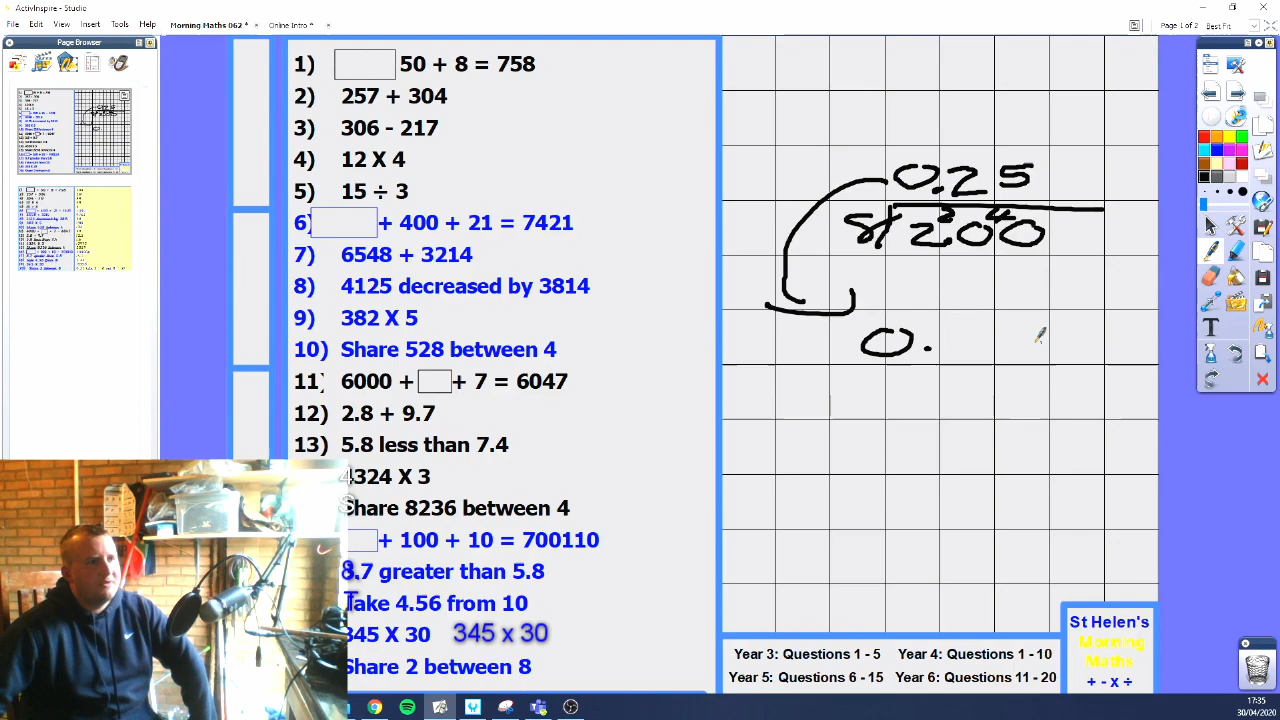 ActivInspire - Studio
File Edit View Insert Tools Help Morning Maths 062 * Online Intro * Page 1 of 2 Best Fit
Page Browser
1) 50 + 8 = 758
2) 257 + 304
3) 306 - 217
4) 12 X 4
5) 15 ÷ 3
6) + 400 + 21 = 7421
7) 6548 + 3214
8) 4125 decreased by 3814
9) 382 X 5
10) Share 528 between 4
11) 6000 + + 7 = 6047
12) 2.8 + 9.7
13) 5.8 less than 7.4
4324 X 3
Share 8236 between 4
+ 100 + 10 = 700110
8.7 greater than 5.8
Take 4.56 from 10
345 X 30 345 x 30
Share 2 between 8
0.25
8 2.²0⁴0
0.
Year 3: Questions 1 - 5 Year 4: Questions 1 - 10
Year 5: Questions 6 - 15 Year 6: Questions 11 - 20
St Helen's
Morning
Maths
+ - x ÷
17:35
30/04/2020